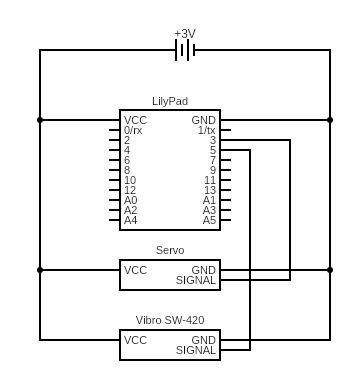 +3V
LilyPad
VCC GND
0/rx 1/tx
2 3
4 5
6 7
8 9
10 11
12 13
A0 A1
A2 A3
A4 A5
Servo
VCC GND
SIGNAL
Vibro SW-420
VCC GND
SIGNAL